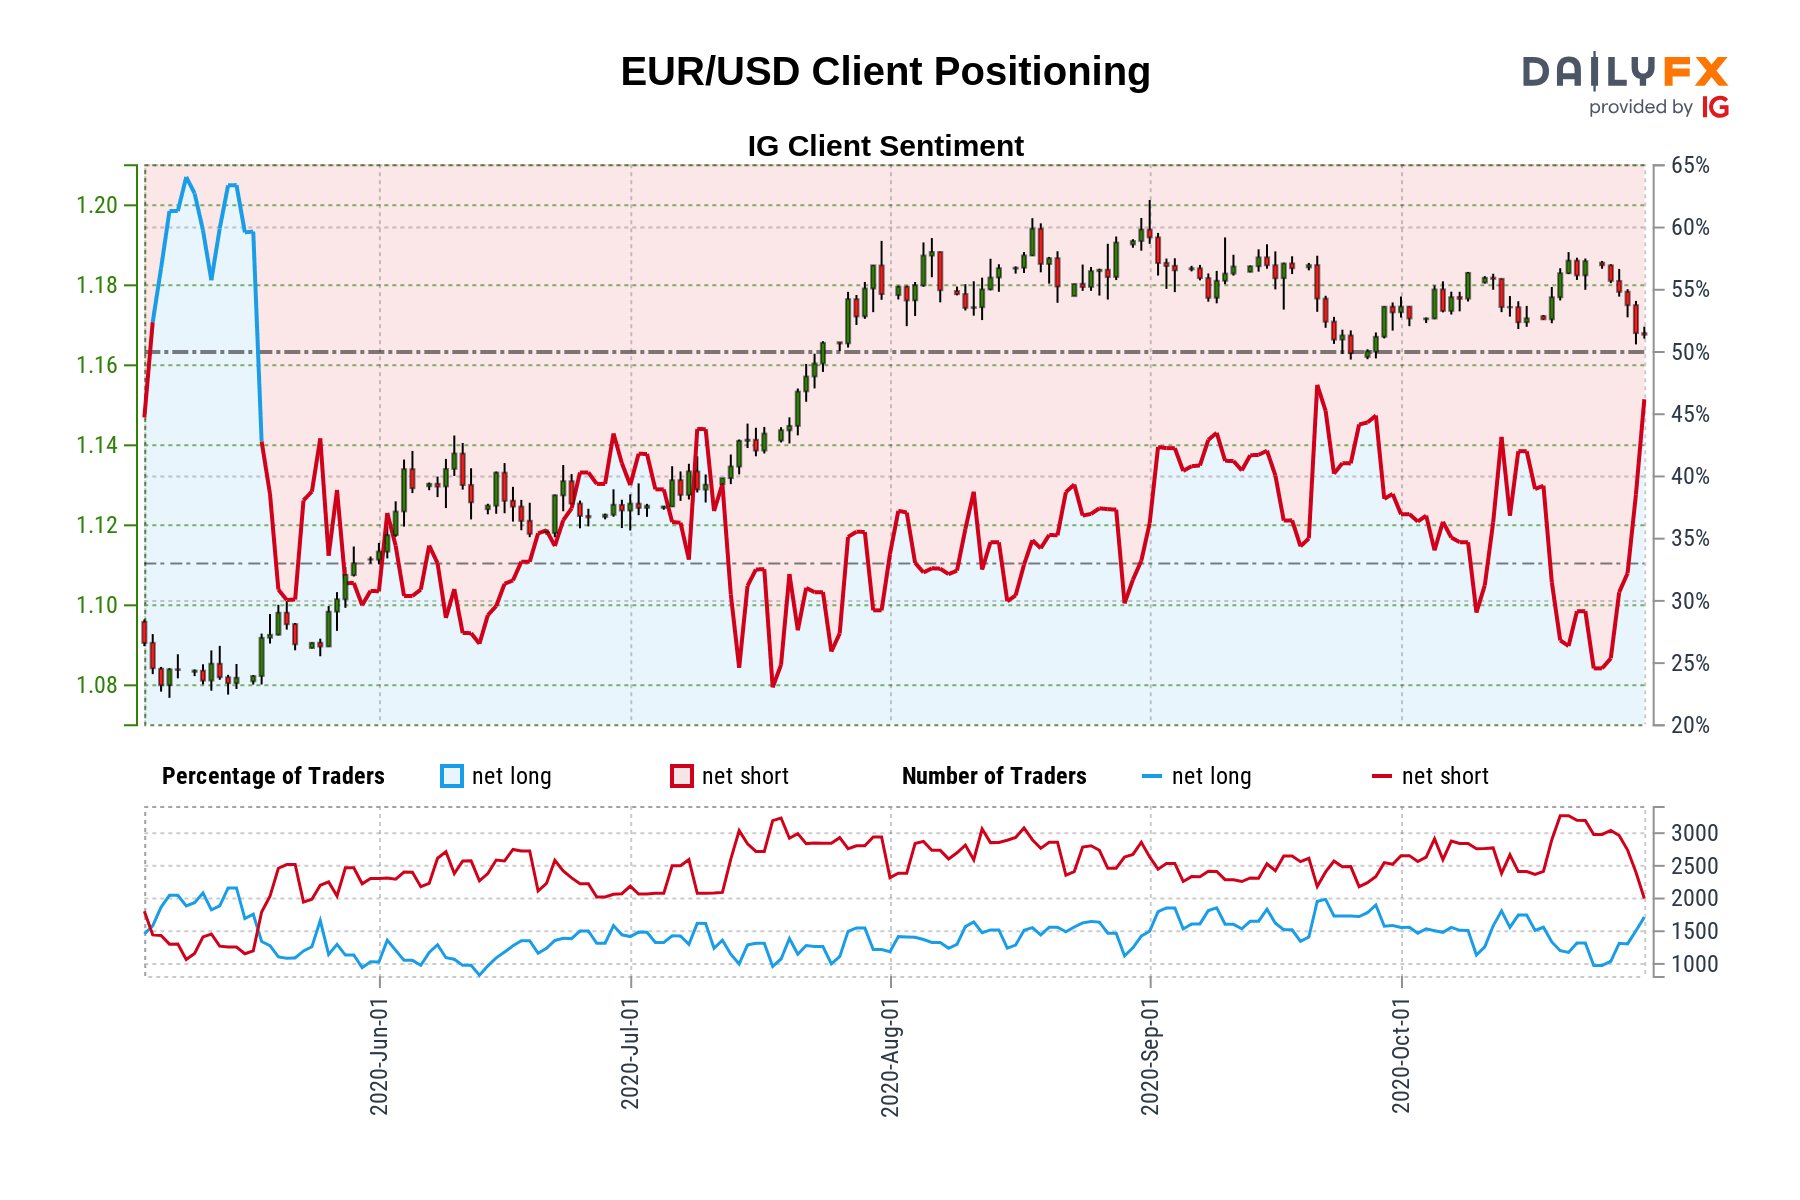 EUR/USD Client Positioning
DAILYFX
provided by IG
IG Client Sentiment
1.20
1.18
1.16
1.14
1.12
1.10
1.08
65%
60%
55%
50%
45%
40%
35%
30%
25%
20%
Percentage of Traders net long net short Number of Traders net long net short
3000
2500
2000
1500
1000
2020-Jun-01
2020-Jul-01
2020-Aug-01
2020-Sep-01
2020-Oct-01